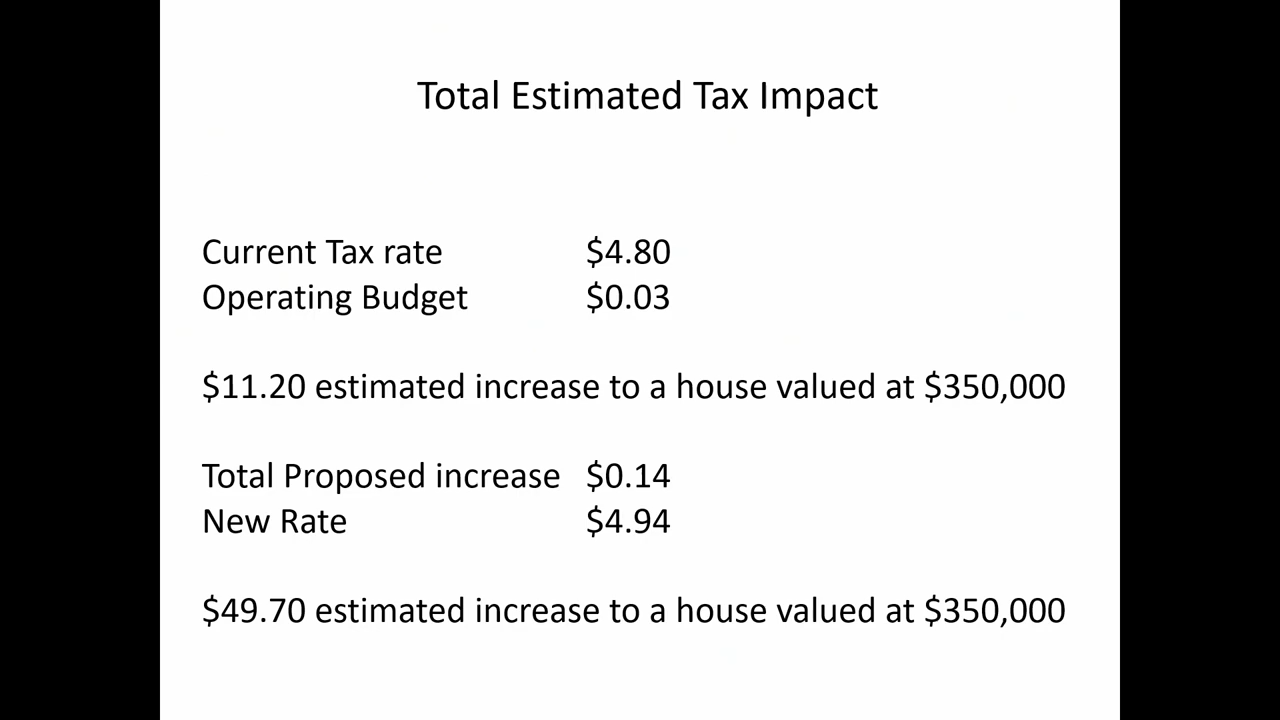 Total Estimated Tax Impact
Current Tax rate $4.80
Operating Budget $0.03
$11.20 estimated increase to a house valued at $350,000
Total Proposed increase $0.14
New Rate $4.94
$49.70 estimated increase to a house valued at $350,000